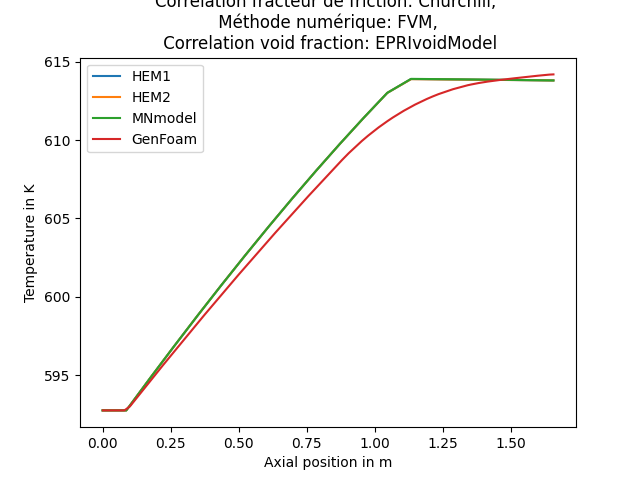 Corrélation fracteur de friction: Churchill,
Méthode numérique: FVM,
Correlation void fraction: EPRIvoidModel
615
610
605
600
595
Temperature in K
HEM1
HEM2
MNmodel
GenFoam
0.00 0.25 0.50 0.75 1.00 1.25 1.50
Axial position in m